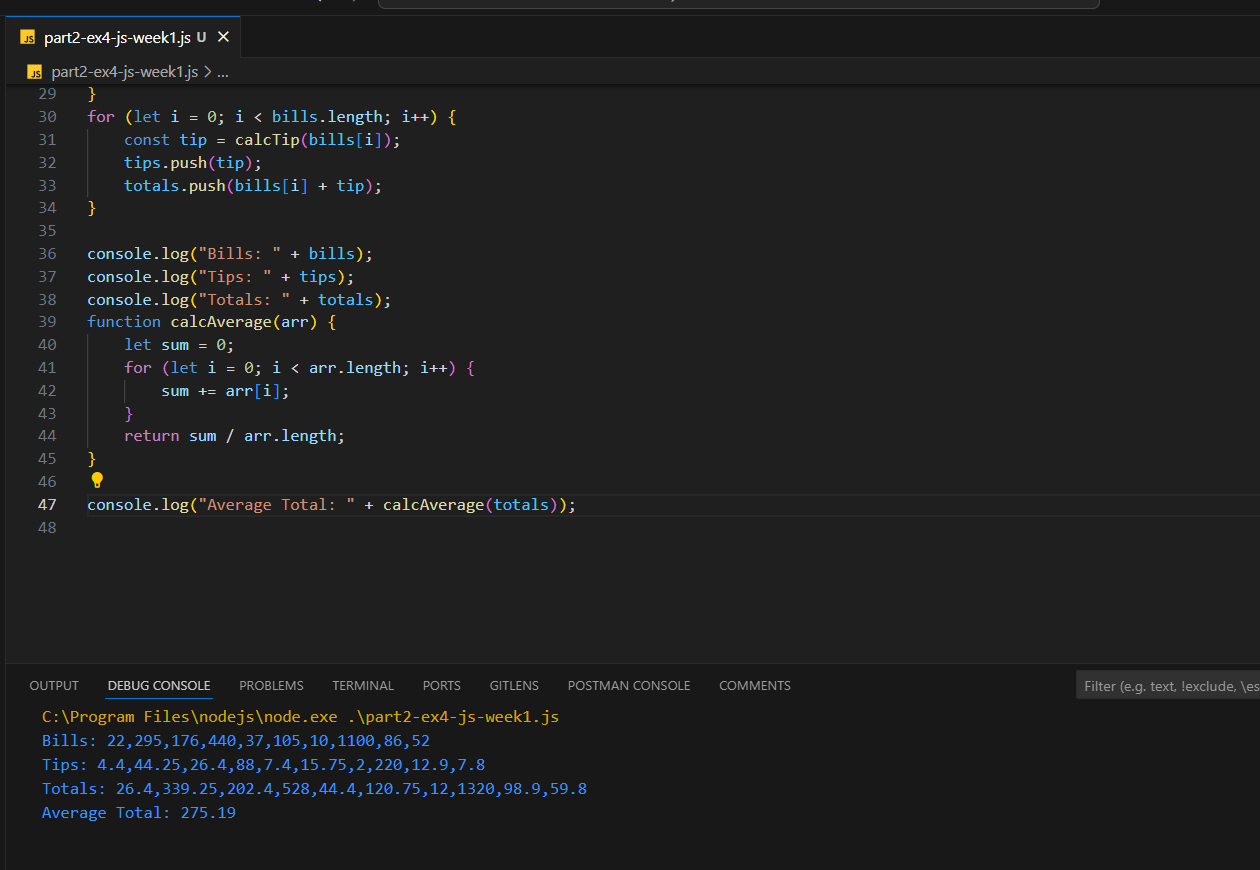 JS part2-ex4-js-week1.js U ×
JS part2-ex4-js-week1.js > ...
29 }
30 for (let i = 0; i < bills.length; i++) {
31     const tip = calcTip(bills[i]);
32     tips.push(tip);
33     totals.push(bills[i] + tip);
34 }
35
36 console.log("Bills: " + bills);
37 console.log("Tips: " + tips);
38 console.log("Totals: " + totals);
39 function calcAverage(arr) {
40     let sum = 0;
41     for (let i = 0; i < arr.length; i++) {
42         sum += arr[i];
43     }
44     return sum / arr.length;
45 }
46
47 console.log("Average Total: " + calcAverage(totals));
48
OUTPUT DEBUG CONSOLE PROBLEMS TERMINAL PORTS GITLENS POSTMAN CONSOLE COMMENTS Filter (e.g. text, !exclude, \es
C:\Program Files\nodejs\node.exe .\part2-ex4-js-week1.js
Bills: 22,295,176,440,37,105,10,1100,86,52
Tips: 4.4,44.25,26.4,88,7.4,15.75,2,220,12.9,7.8
Totals: 26.4,339.25,202.4,528,44.4,120.75,12,1320,98.9,59.8
Average Total: 275.19